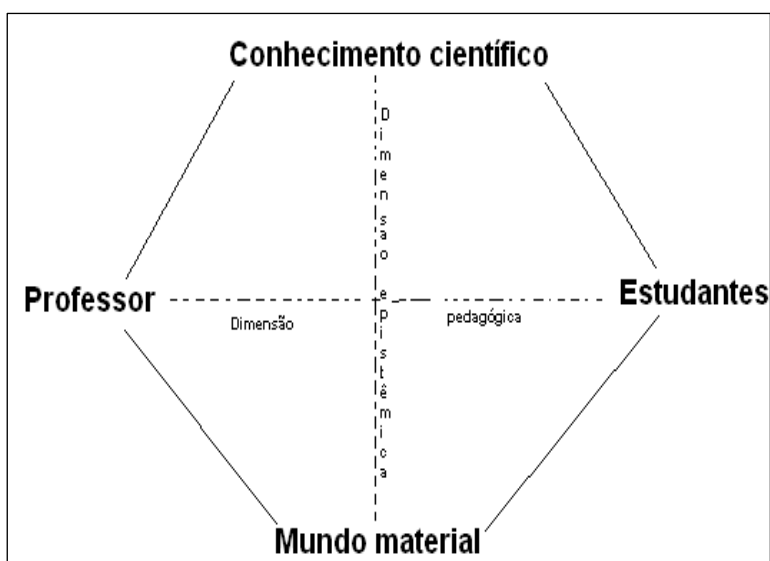 Conhecimento científico
Dimensão epistêmica
Professor
Estudantes
Dimensão
pedagógica
Mundo material